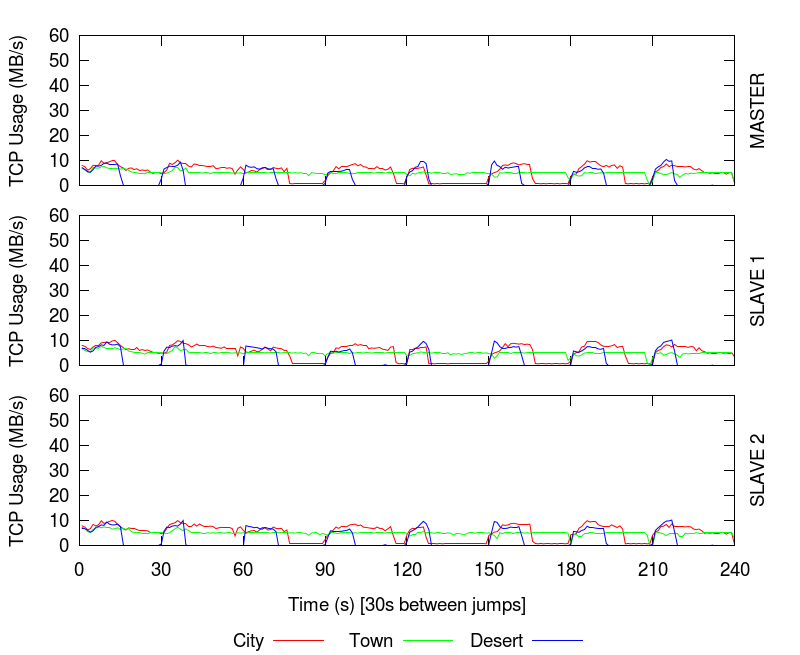 60
50
40
30
20
10
0
TCP Usage (MB/s)
MASTER
60
50
40
30
20
10
0
TCP Usage (MB/s)
SLAVE 1
60
50
40
30
20
10
0
TCP Usage (MB/s)
SLAVE 2
0 30 60 90 120 150 180 210 240
Time (s) [30s between jumps]
City Town Desert